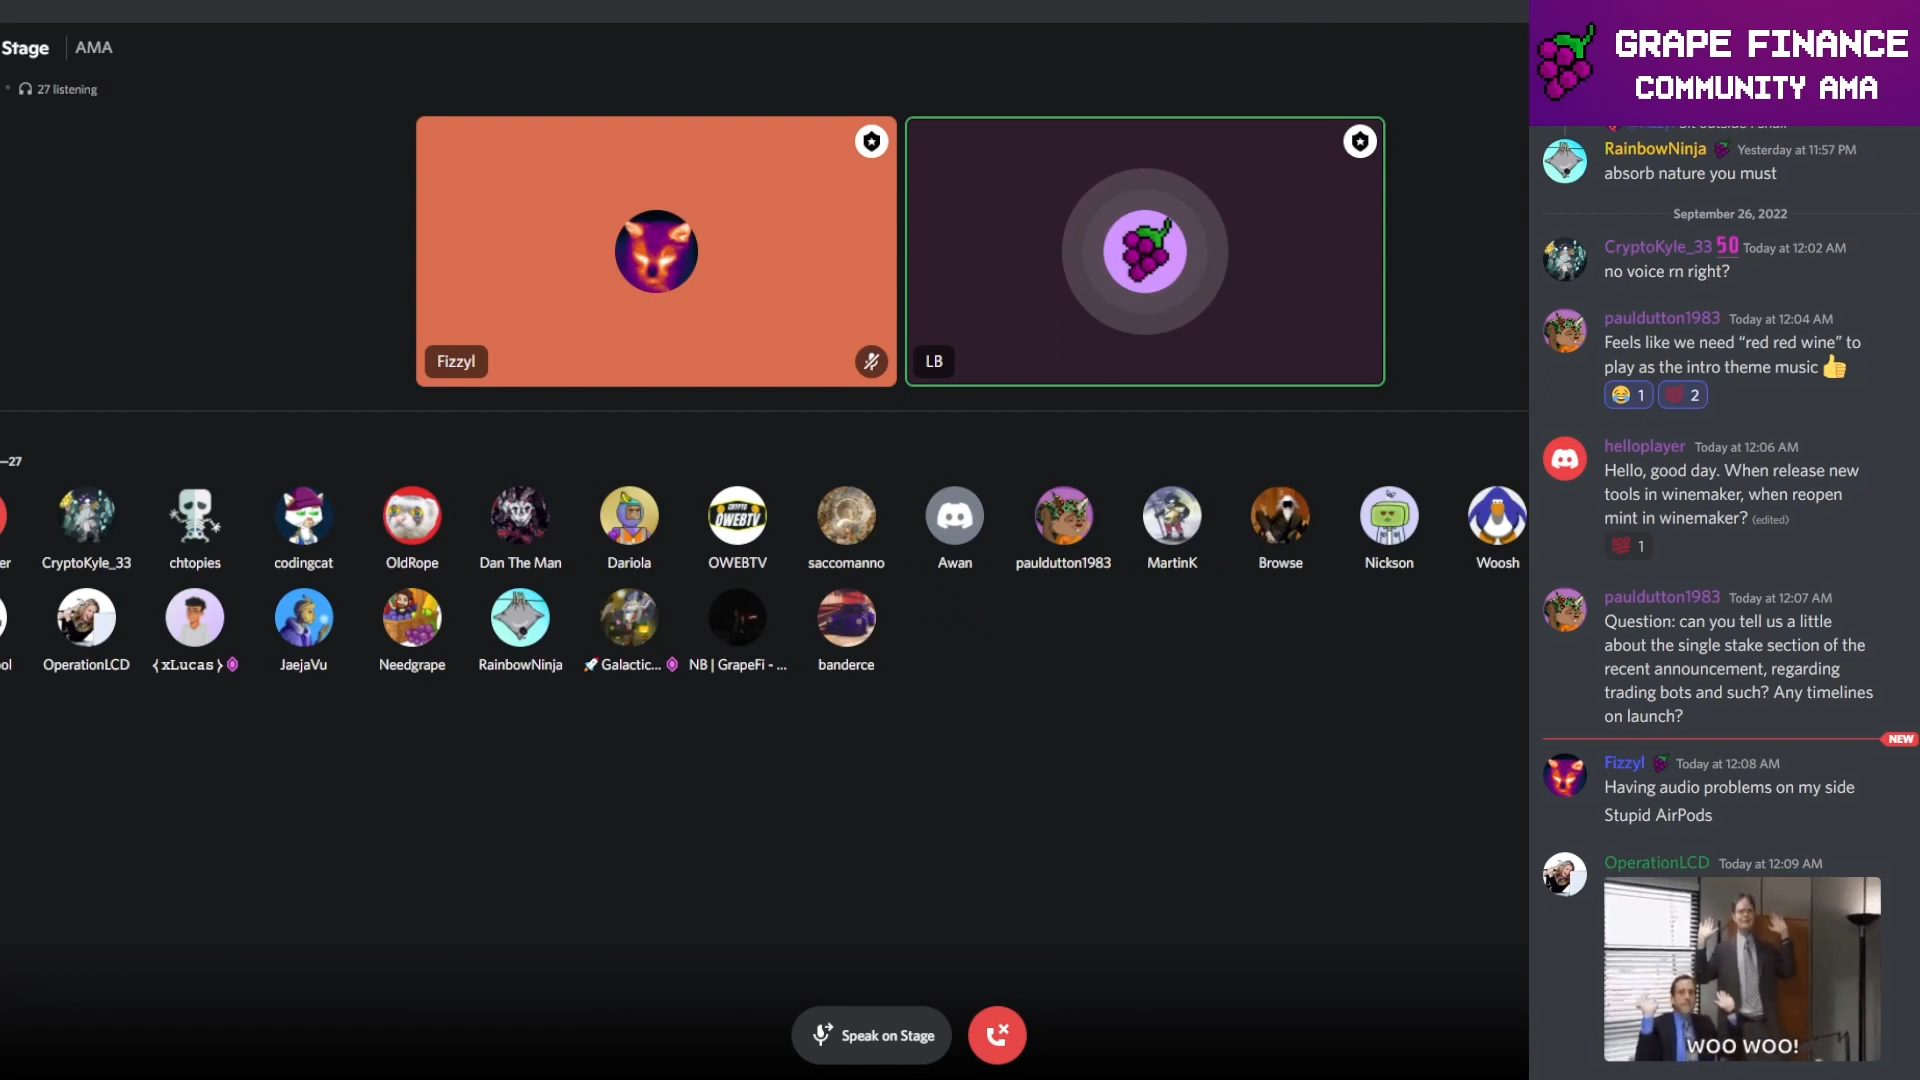 Stage AMA
27 listening
GRAPE FINANCE
COMMUNITY AMA
Fizzyl
LB
—27
er CryptoKyle_33 chtopies codingcat OldRope Dan The Man Dariola OWEBTV saccomanno Awan pauldutton1983 MartinK Browse Nickson Woosh
CRYPTO
OWEBTV
ol OperationLCD {xLucas} JaejaVu Needgrape RainbowNinja Galactic... NB | GrapeFi - ... banderce
Speak on Stage
RainbowNinja Yesterday at 11:57 PM
absorb nature you must
September 26, 2022
CryptoKyle_33 50 Today at 12:02 AM
no voice rn right?
pauldutton1983 Today at 12:04 AM
Feels like we need “red red wine” to
play as the intro theme music
1 2
helloplayer Today at 12:06 AM
Hello, good day. When release new
tools in winemaker, when reopen
mint in winemaker? (edited)
1
pauldutton1983 Today at 12:07 AM
Question: can you tell us a little
about the single stake section of the
recent announcement, regarding
trading bots and such? Any timelines
on launch?
NEW
Fizzyl Today at 12:08 AM
Having audio problems on my side
Stupid AirPods
OperationLCD Today at 12:09 AM
WOO WOO!